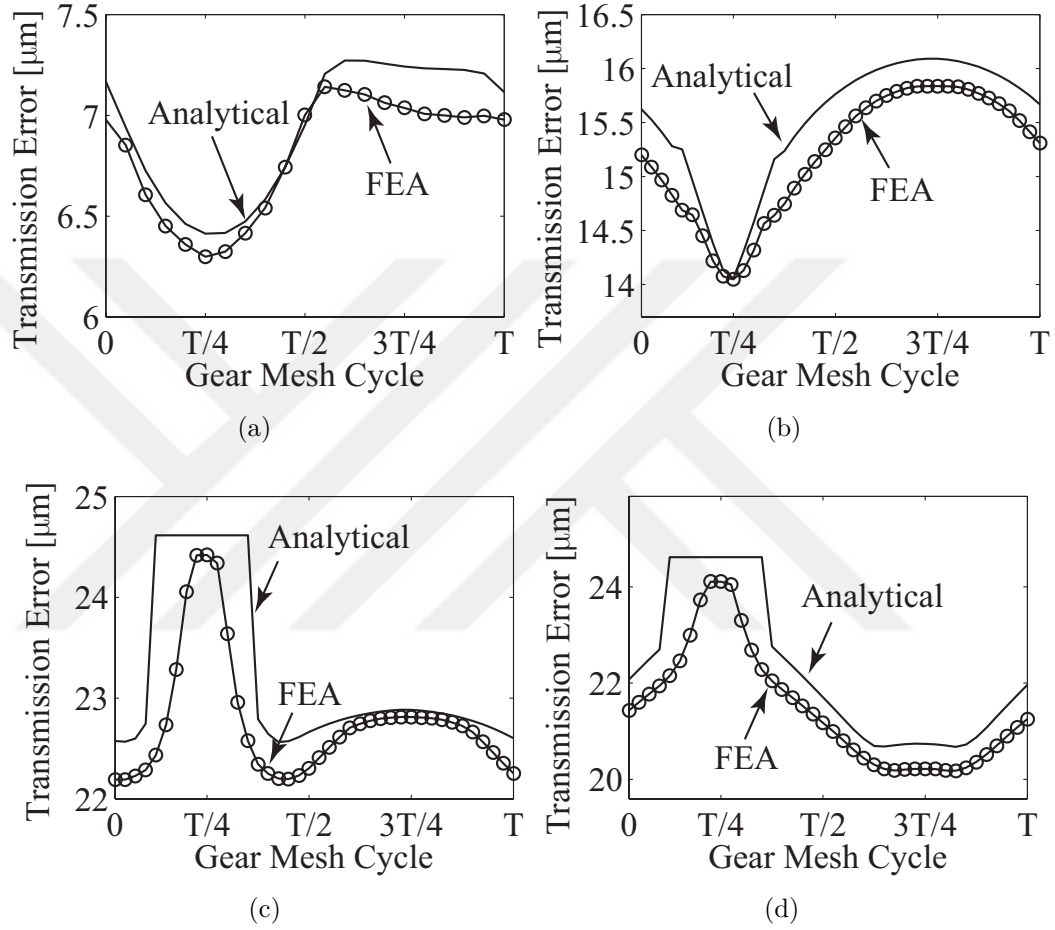 Transmission Error [μm]
7.5
7
6.5
6
Analytical
FEA
0 T/4 T/2 3T/4 T
Gear Mesh Cycle
(a)
Transmission Error [μm]
16.5
16
15.5
15
14.5
14
Analytical
FEA
0 T/4 T/2 3T/4 T
Gear Mesh Cycle
(b)
Transmission Error [μm]
25
24
23
22
Analytical
FEA
0 T/4 T/2 3T/4 T
Gear Mesh Cycle
(c)
Transmission Error [μm]
24
22
20
Analytical
FEA
0 T/4 T/2 3T/4 T
Gear Mesh Cycle
(d)